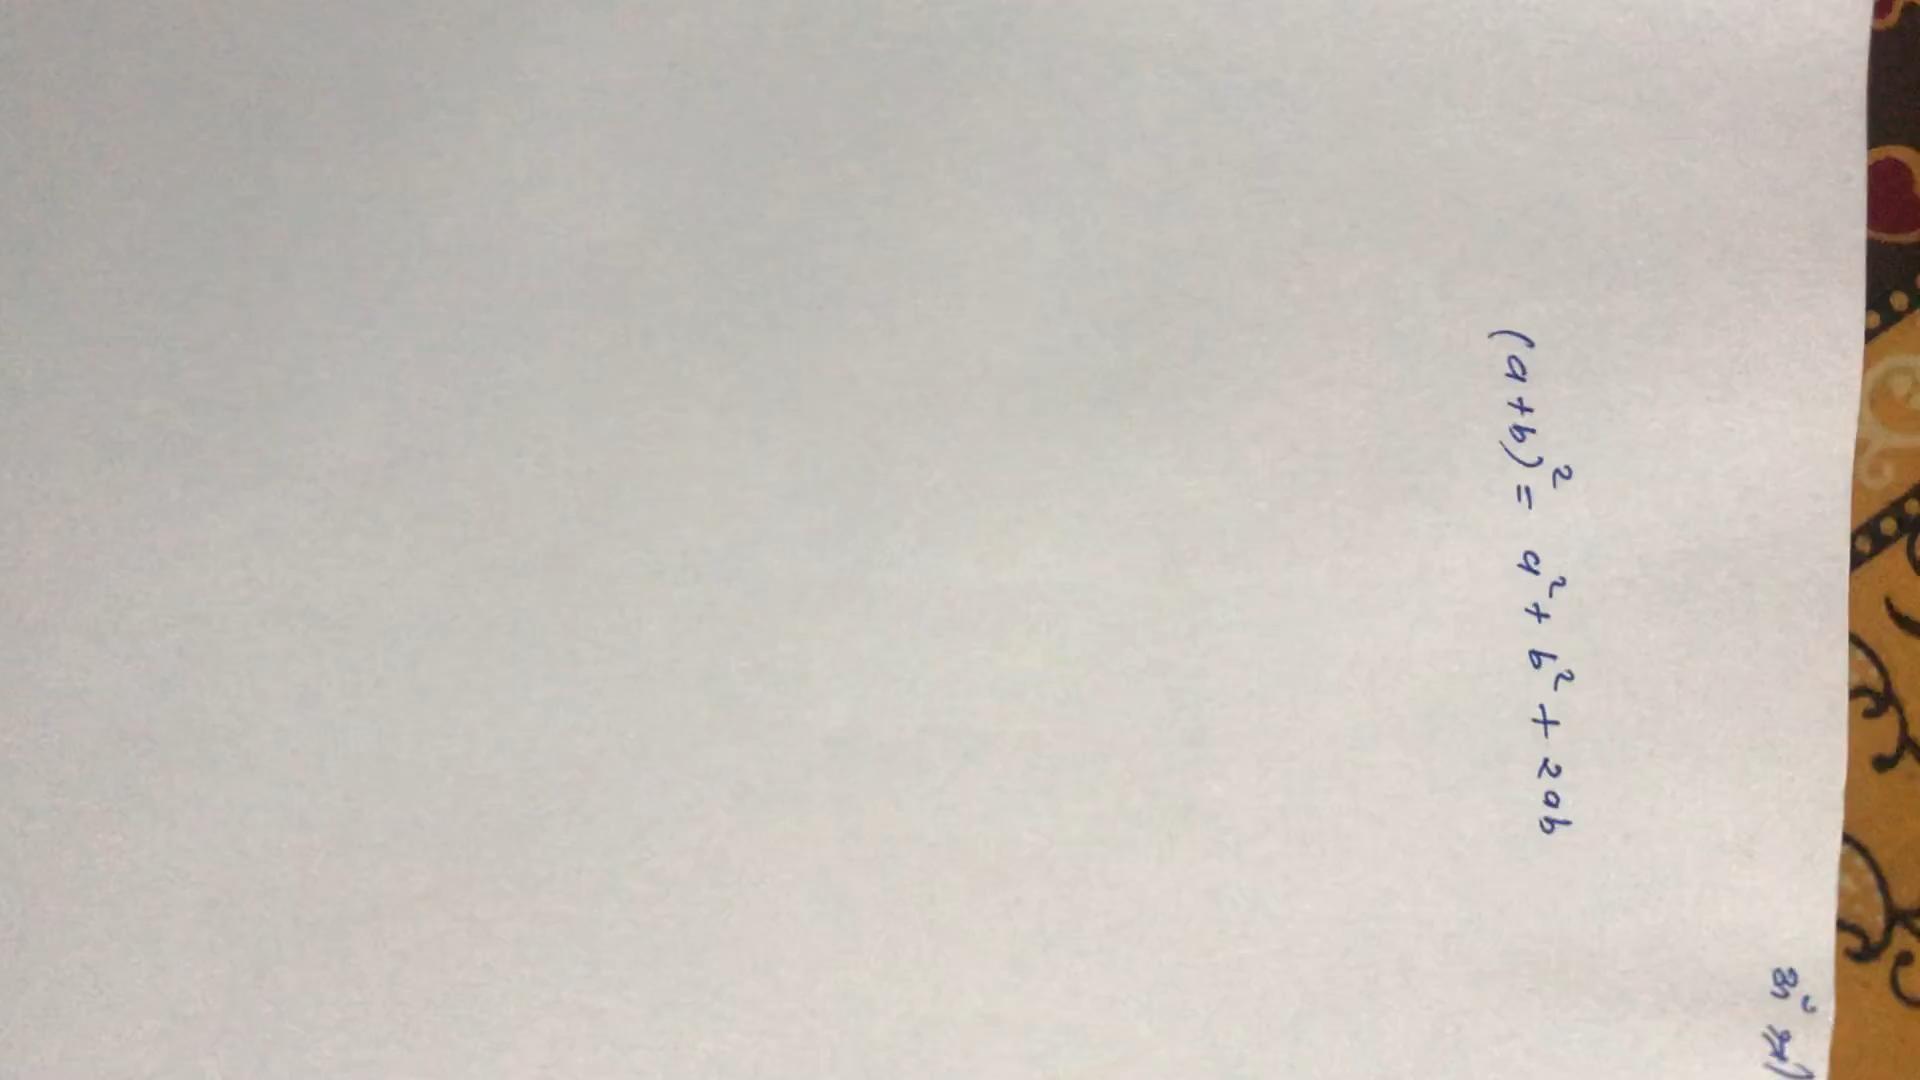 (a+b)² = a² + b² + 2ab